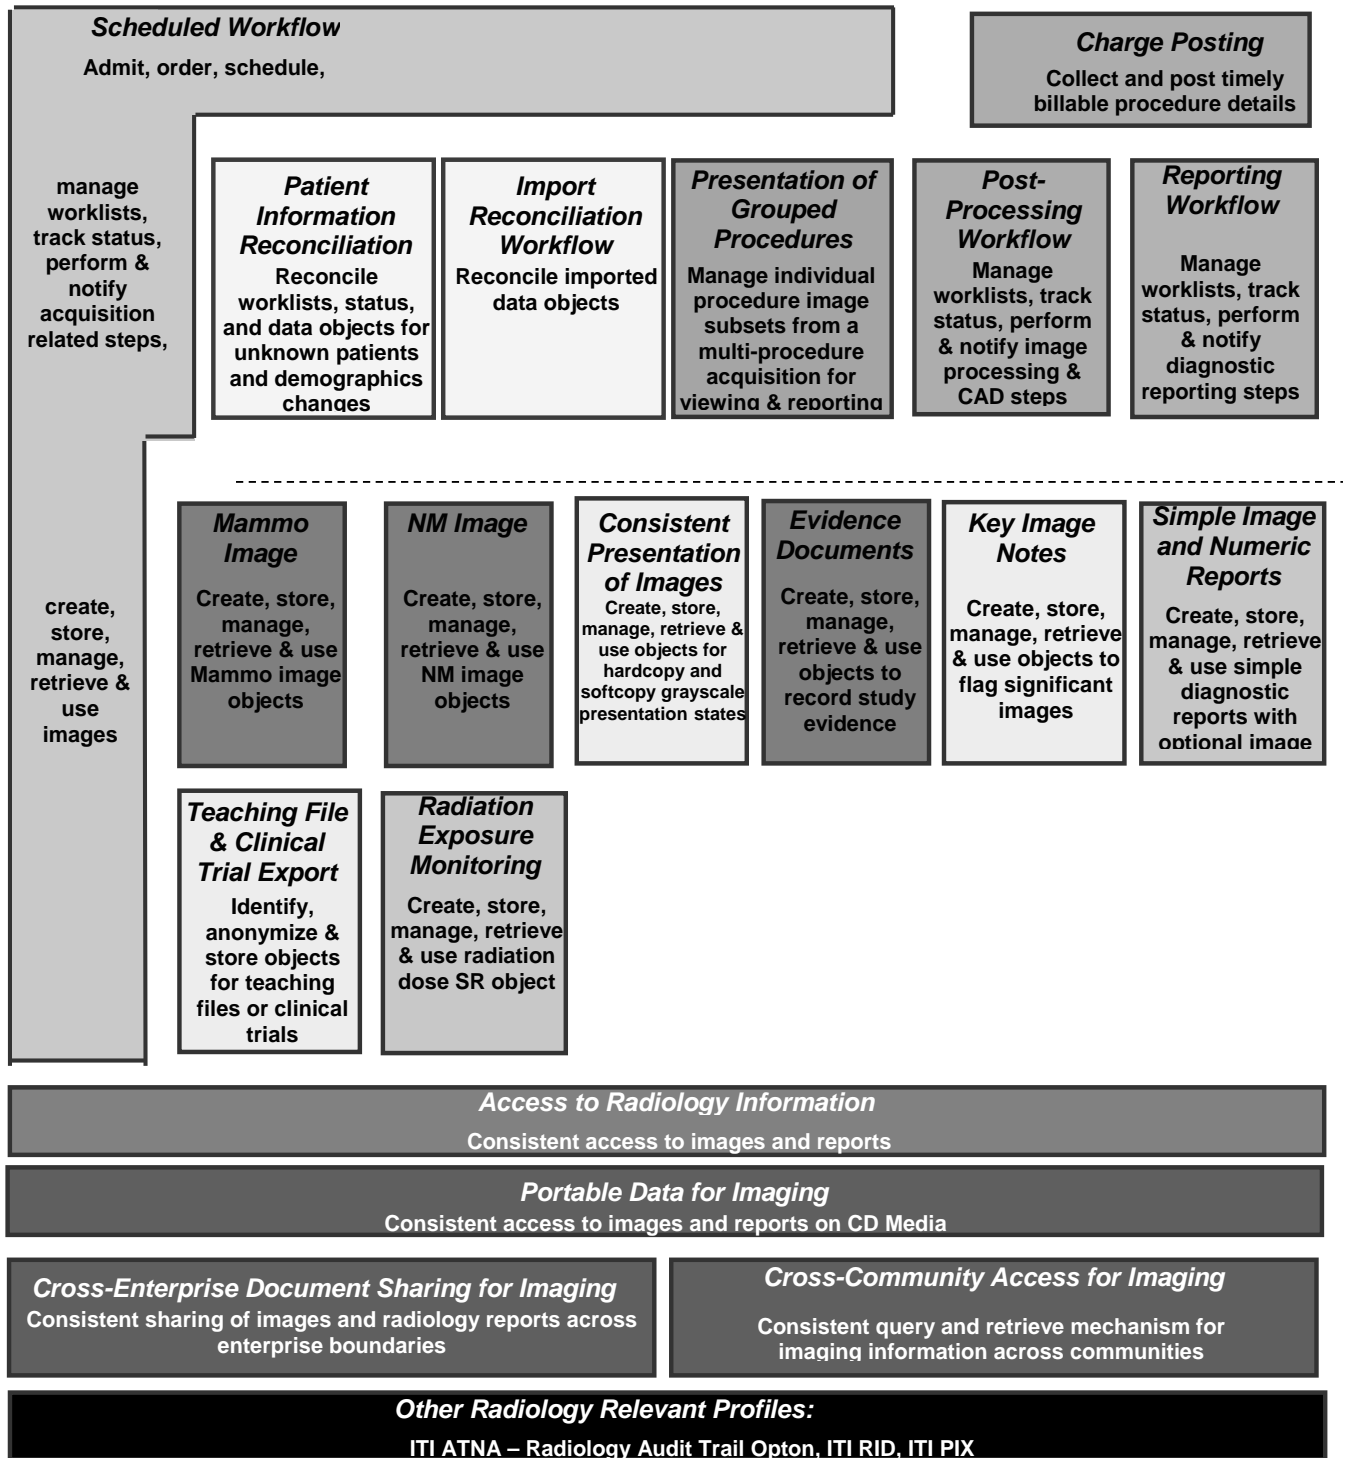 Scheduled Workflow
Admit, order, schedule,
Charge Posting
Collect and post timely
billable procedure details
manage
worklists,
track status,
perform &
notify
acquisition
related steps,
Patient
Information
Reconciliation
Reconcile
worklists, status,
and data objects for
unknown patients
and demographics
changes
Import
Reconciliation
Workflow
Reconcile imported
data objects
Presentation of
Grouped
Procedures
Manage individual
procedure image
subsets from a
multi-procedure
acquisition for
viewing & reporting
Post-
Processing
Workflow
Manage
worklists, track
status, perform
& notify image
processing &
CAD steps
Reporting
Workflow
Manage
worklists, track
status, perform
& notify
diagnostic
reporting steps
create,
store,
manage,
retrieve &
use
images
Mammo
Image
Create, store,
manage,
retrieve & use
Mammo image
objects
NM Image
Create, store,
manage,
retrieve & use
NM image
objects
Consistent
Presentation
of Images
Create, store,
manage, retrieve &
use objects for
hardcopy and
softcopy grayscale
presentation states
Evidence
Documents
Create, store,
manage,
retrieve & use
objects to
record study
evidence
Key Image
Notes
Create, store,
manage, retrieve
& use objects to
flag significant
images
Simple Image
and Numeric
Reports
Create, store,
manage, retrieve
& use simple
diagnostic
reports with
optional image
Teaching File
& Clinical
Trial Export
Identify,
anonymize &
store objects
for teaching
files or clinical
trials
Radiation
Exposure
Monitoring
Create, store,
manage, retrieve
& use radiation
dose SR object
Access to Radiology Information
Consistent access to images and reports
Portable Data for Imaging
Consistent access to images and reports on CD Media
Cross-Enterprise Document Sharing for Imaging
Consistent sharing of images and radiology reports across
enterprise boundaries
Cross-Community Access for Imaging
Consistent query and retrieve mechanism for
imaging information across communities
Other Radiology Relevant Profiles:
ITI ATNA – Radiology Audit Trail Opton, ITI RID, ITI PIX